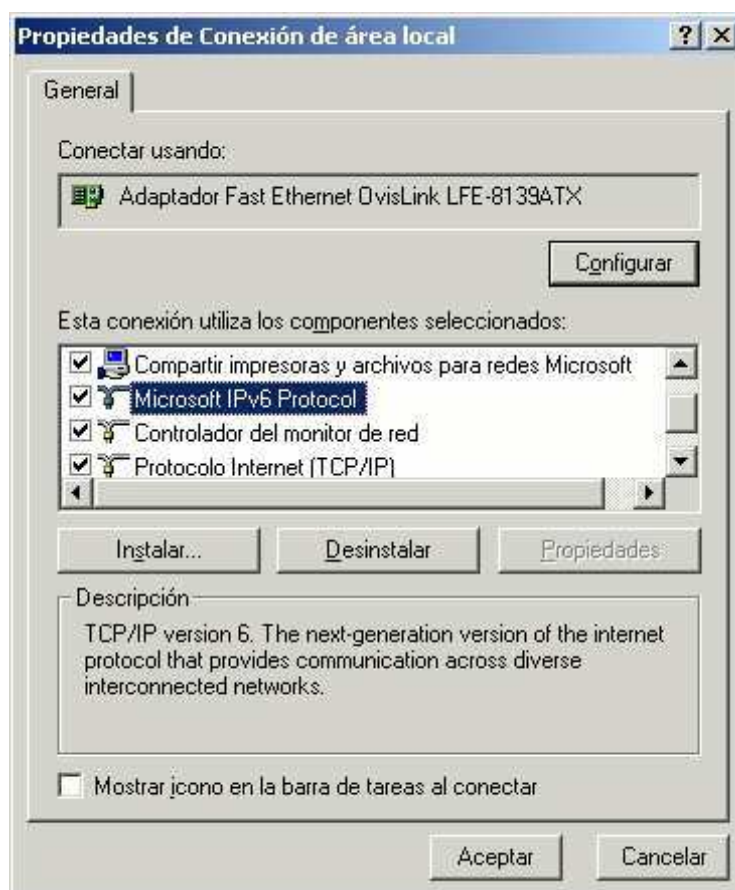 Propiedades de Conexión de área local
General
Conectar usando:
Adaptador Fast Ethernet OvisLink LFE-8139ATX
Configurar
Esta conexión utiliza los componentes seleccionados:
Compartir impresoras y archivos para redes Microsoft
Microsoft IPv6 Protocol
Controlador del monitor de red
Protocolo Internet (TCP/IP)
Instalar... Desinstalar Propiedades
Descripción
TCP/IP version 6. The next-generation version of the internet
protocol that provides communication across diverse
interconnected networks.
Mostrar icono en la barra de tareas al conectar
Aceptar Cancelar